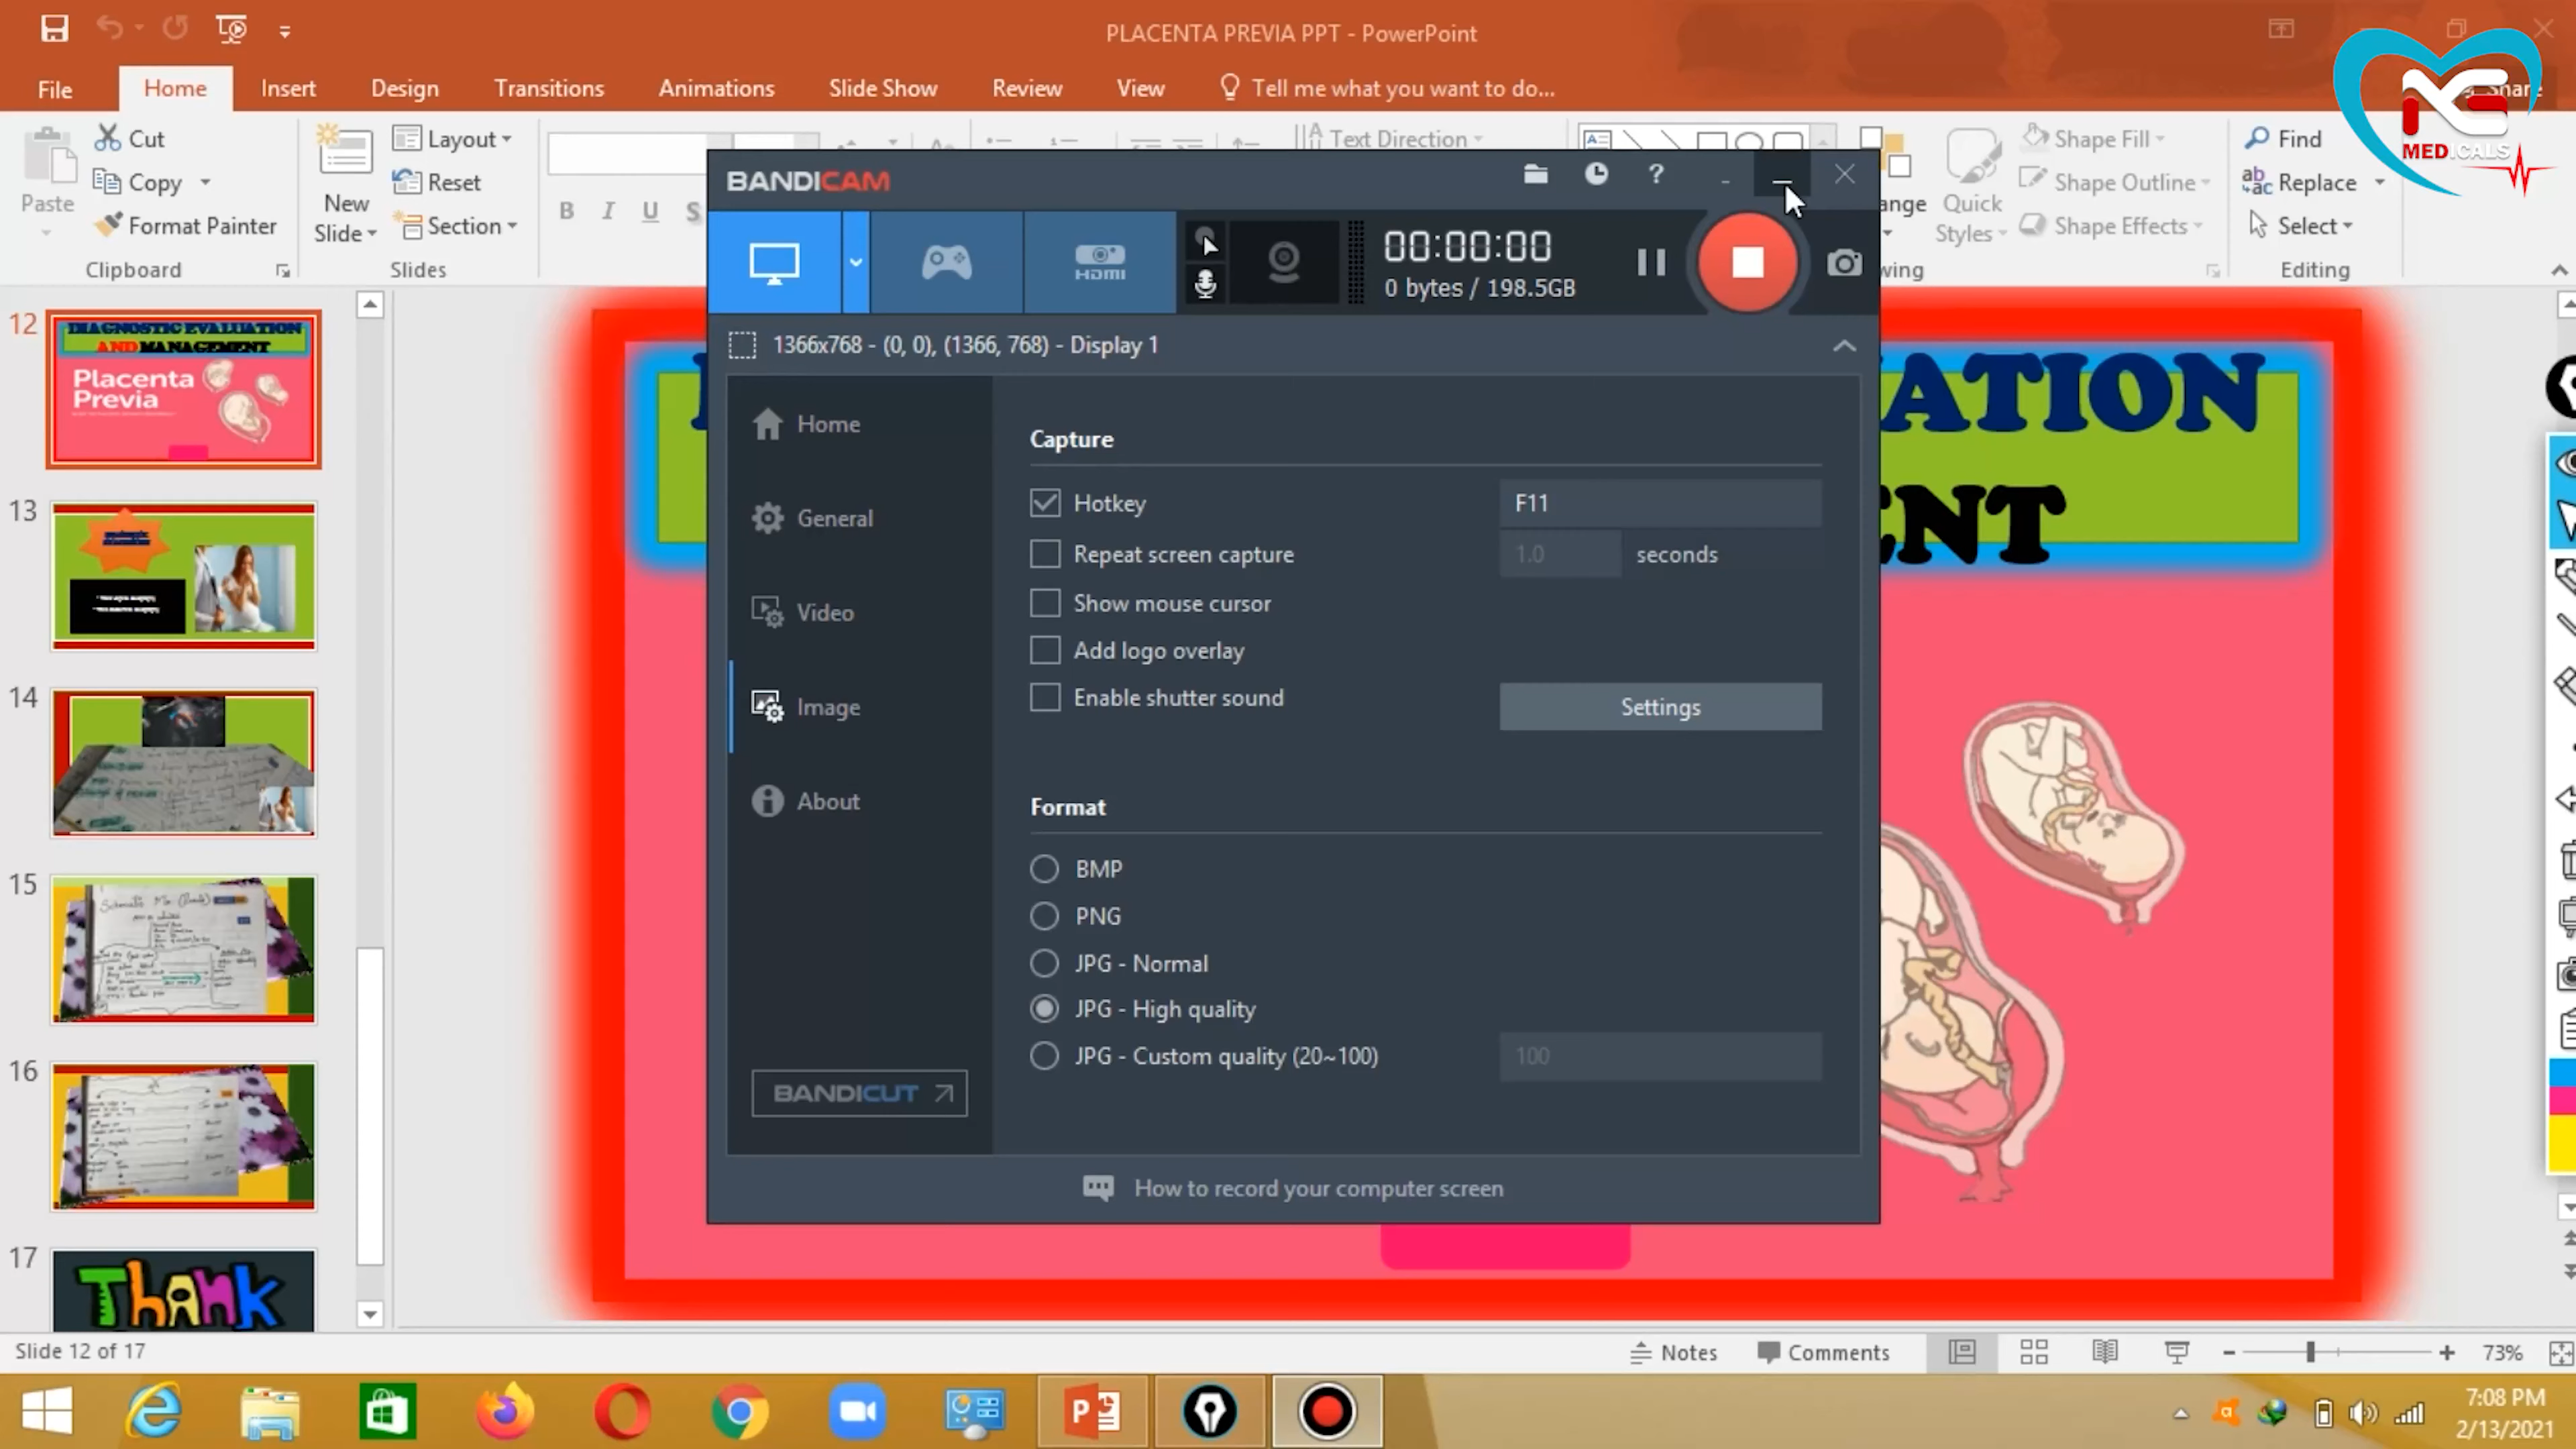 PLACENTA PREVIA PPT - PowerPoint
File Home Insert Design Transitions Animations Slide Show Review View Tell me what you want to do...
MEDICALS
Paste
Cut
Copy
Format Painter
Clipboard
New
Slide
Layout
Reset
Section
Slides
B I U S
Text Direction
Quick
Styles
Shape Fill
Shape Outline
Shape Effects
Find
Replace
Select
Editing
BANDICAM
HDMI
00:00:00
0 bytes / 198.5GB
1366x768 - (0, 0), (1366, 768) - Display 1
Home
General
Video
Image
About
BANDICUT
Capture
Hotkey F11
Repeat screen capture 1.0 seconds
Show mouse cursor
Add logo overlay
Enable shutter sound Settings
Format
BMP
PNG
JPG - Normal
JPG - High quality
JPG - Custom quality (20~100) 100
How to record your computer screen
12
DIAGNOSTIC EVALUATION
AND MANAGEMENT
Placenta
Previa
13
14
15
16
17
Thank
Slide 12 of 17
Notes Comments 73%
7:08 PM
2/13/2021